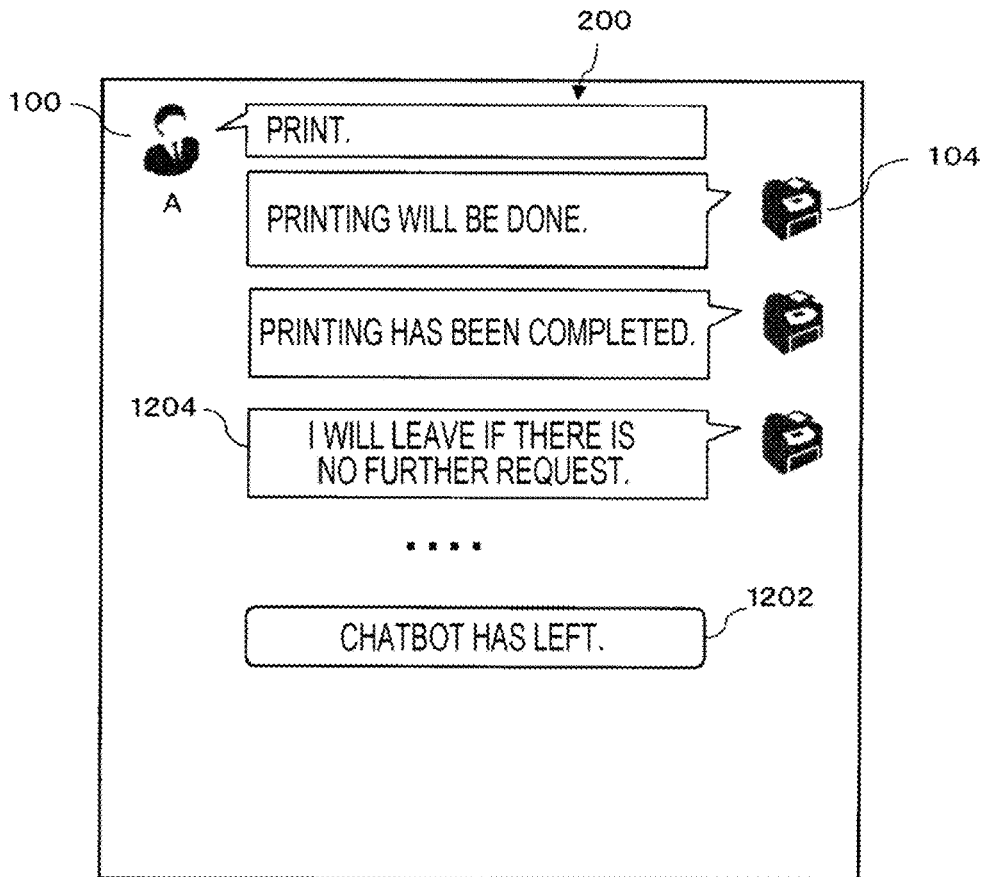 200
100
PRINT.
104
A
PRINTING WILL BE DONE.
PRINTING HAS BEEN COMPLETED.
1204
I WILL LEAVE IF THERE IS
NO FURTHER REQUEST.
....
1202
CHATBOT HAS LEFT.